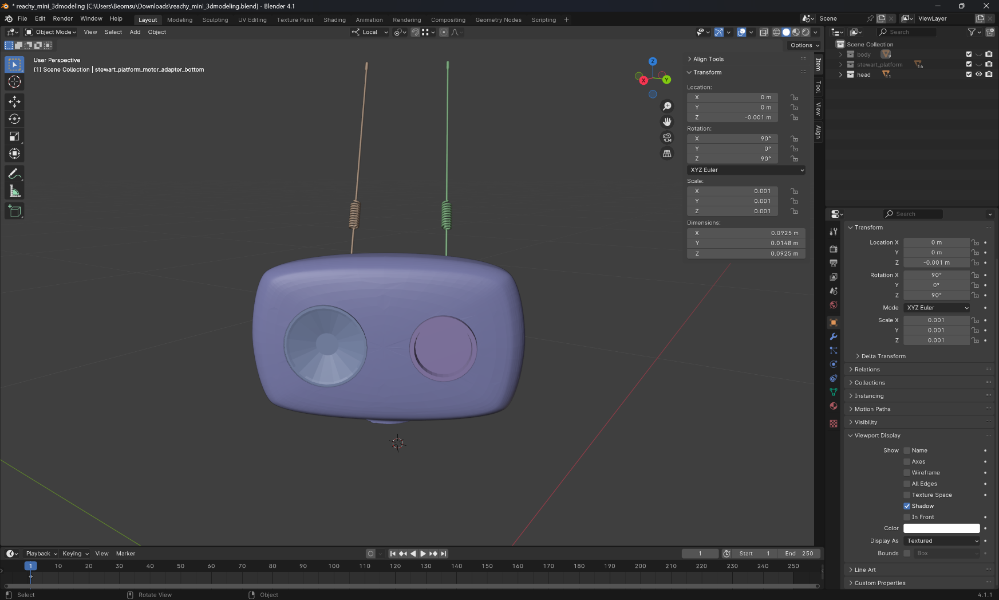 * reachy_mini_3dmodeling [C:\Users\Beomsu\Downloads\reachy_mini_3dmodeling.blend] - Blender 4.1
File Edit Render Window Help Layout Modeling Sculpting UV Editing Texture Paint Shading Animation Rendering Compositing Geometry Nodes Scripting + Scene ViewLayer
Object Mode View Select Add Object Local Search
Options
User Perspective
(1) Scene Collection | stewart_platform_motor_adapter_bottom
Z
X
Y
Align Tools
Transform
Location:
X 0 m
Y 0 m
Z -0.001 m
Rotation:
X 90°
Y 0°
Z 90°
XYZ Euler
Scale:
X 0.001
Y 0.001
Z 0.001
Dimensions:
X 0.0925 m
Y 0.0148 m
Z 0.0925 m
Item
Tool
View
Align
Scene Collection
body 9
stewart_platform 16
head 11
Search
Transform
Location X 0 m
Y 0 m
Z -0.001 m
Rotation X 90°
Y 0°
Z 90°
Mode XYZ Euler
Scale X 0.001
Y 0.001
Z 0.001
Delta Transform
Relations
Collections
Instancing
Motion Paths
Visibility
Viewport Display
Show Name
Axes
Wireframe
All Edges
Texture Space
Shadow
In Front
Color
Display As Textured
Bounds Box
Line Art
Custom Properties
Playback Keying View Marker 1 Start 1 End 250
1 10 20 30 40 50 60 70 80 90 100 110 120 130 140 150 160 170 180 190 200 210 220 230 240 250
Select Rotate View Object 4.1.1